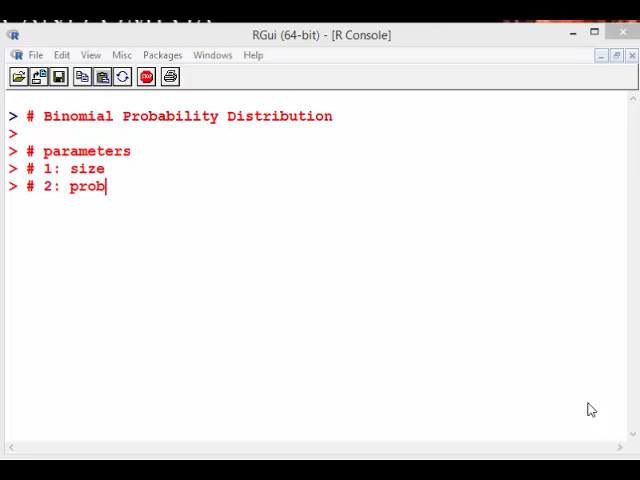 RGui (64-bit) - [R Console]
File Edit View Misc Packages Windows Help
STOP
> # Binomial Probability Distribution
>
> # parameters
> # 1: size
> # 2: prob